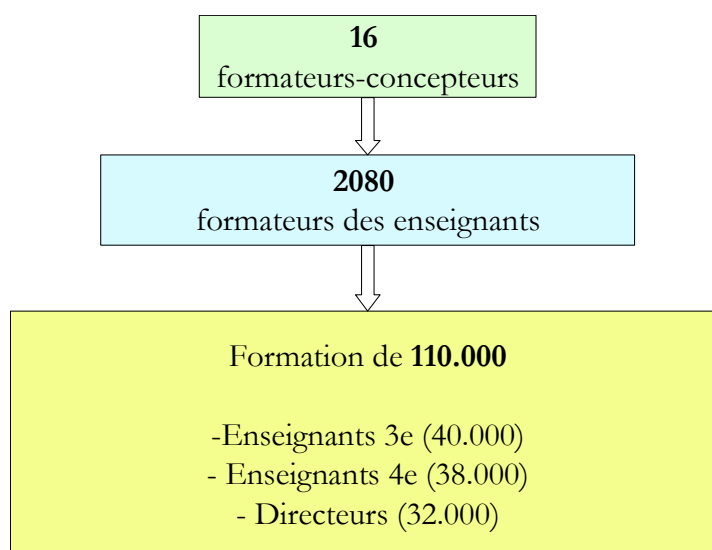 16
formateurs-concepteurs
2080
formateurs des enseignants
Formation de 110.000
-Enseignants 3e (40.000)
- Enseignants 4e (38.000)
- Directeurs (32.000)